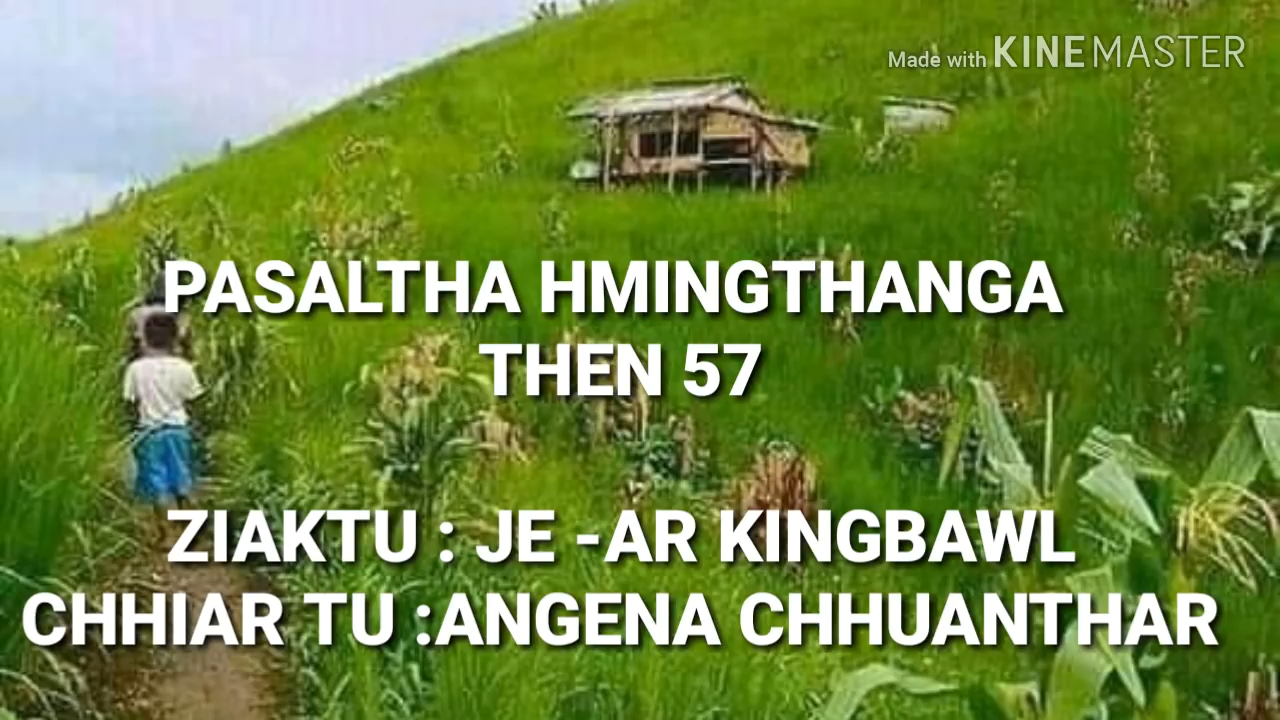 Made with KINEMASTER
PASALTHA HMINGTHANGA
THEN 57
ZIAKTU : JE -AR KINGBAWL
CHHIAR TU :ANGENA CHHUANTHAR